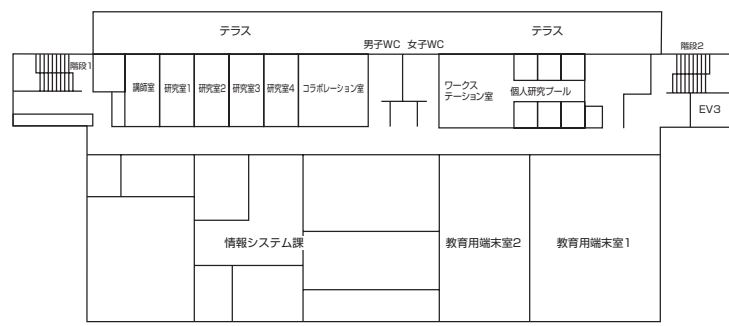 テラス
テラス
男子WC 女子WC
階段1
階段2
講師室
研究室1
研究室2
研究室3
研究室4
コラボレーション室
ワークス
テーション室
個人研究ブール
EV3
情報システム課
教育用端末室2
教育用端末室1